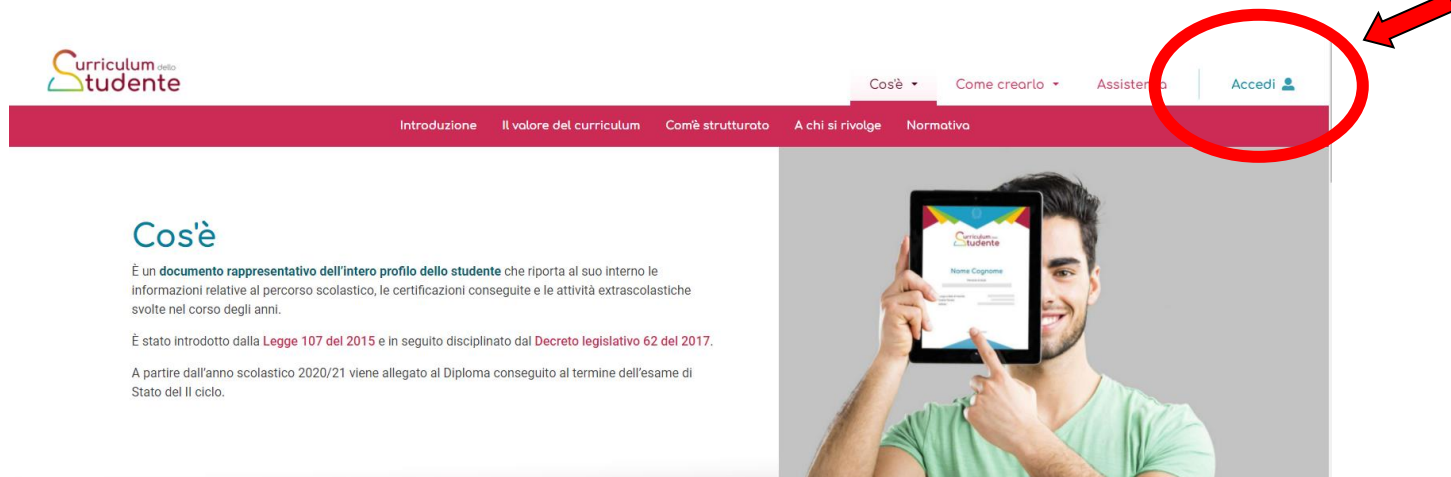 Curriculum dello
Studente
Cos'è
Come crearlo
Assistenza
Accedi
Introduzione
Il valore del curriculum
Com'è strutturato
A chi si rivolge
Normativa
Cos'è
È un documento rappresentativo dell'intero profilo dello studente che riporta al suo interno le
informazioni relative al percorso scolastico, le certificazioni conseguite e le attività extrascolastiche
svolte nel corso degli anni.
È stato introdotto dalla Legge 107 del 2015 e in seguito disciplinato dal Decreto legislativo 62 del 2017.
A partire dall'anno scolastico 2020/21 viene allegato al Diploma conseguito al termine dell'esame di
Stato del II ciclo.
Curriculum dello
Studente
Nome Cognome